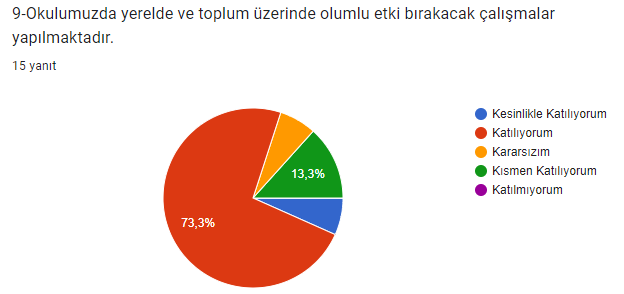 9-Okulumuzda yerelde ve toplum üzerinde olumlu etki bırakacak çalışmalar
yapılmaktadır.
15 yanıt
Kesinlikle Katılıyorum
Katılıyorum
Kararsızım
Kısmen Katılıyorum
Katılmıyorum
13,3%
73,3%